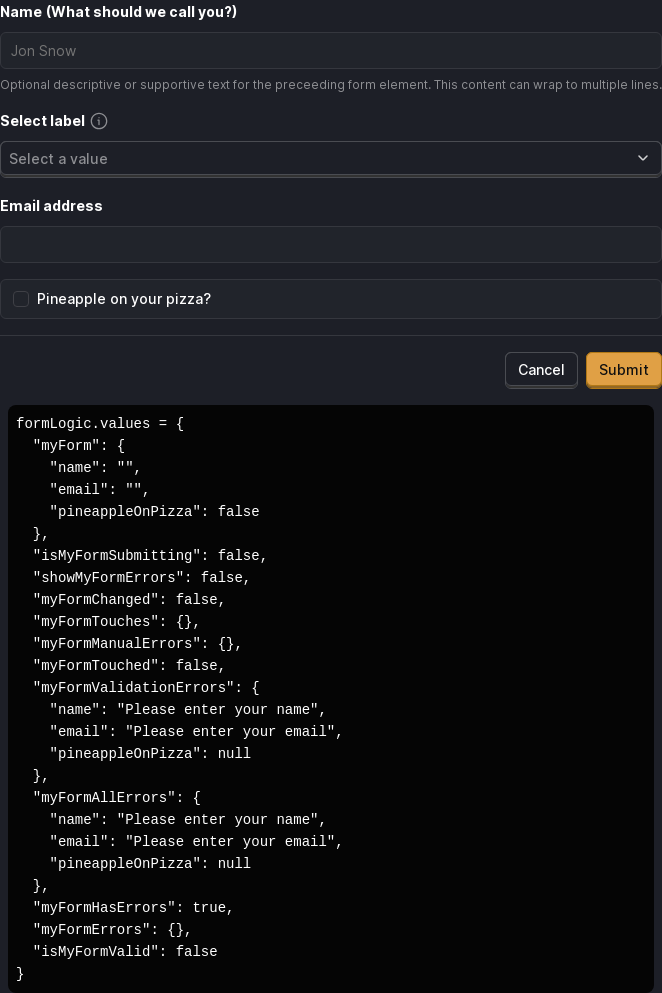 Name (What should we call you?)
Jon Snow
Optional descriptive or supportive text for the preceeding form element. This content can wrap to multiple lines.
Select label
Select a value
Email address
Pineapple on your pizza?
Cancel
Submit
formLogic.values = {
  "myForm": {
    "name": "",
    "email": "",
    "pineappleOnPizza": false
  },
  "isMyFormSubmitting": false,
  "showMyFormErrors": false,
  "myFormChanged": false,
  "myFormTouches": {},
  "myFormManualErrors": {},
  "myFormTouched": false,
  "myFormValidationErrors": {
    "name": "Please enter your name",
    "email": "Please enter your email",
    "pineappleOnPizza": null
  },
  "myFormAllErrors": {
    "name": "Please enter your name",
    "email": "Please enter your email",
    "pineappleOnPizza": null
  },
  "myFormHasErrors": true,
  "myFormErrors": {},
  "isMyFormValid": false
}